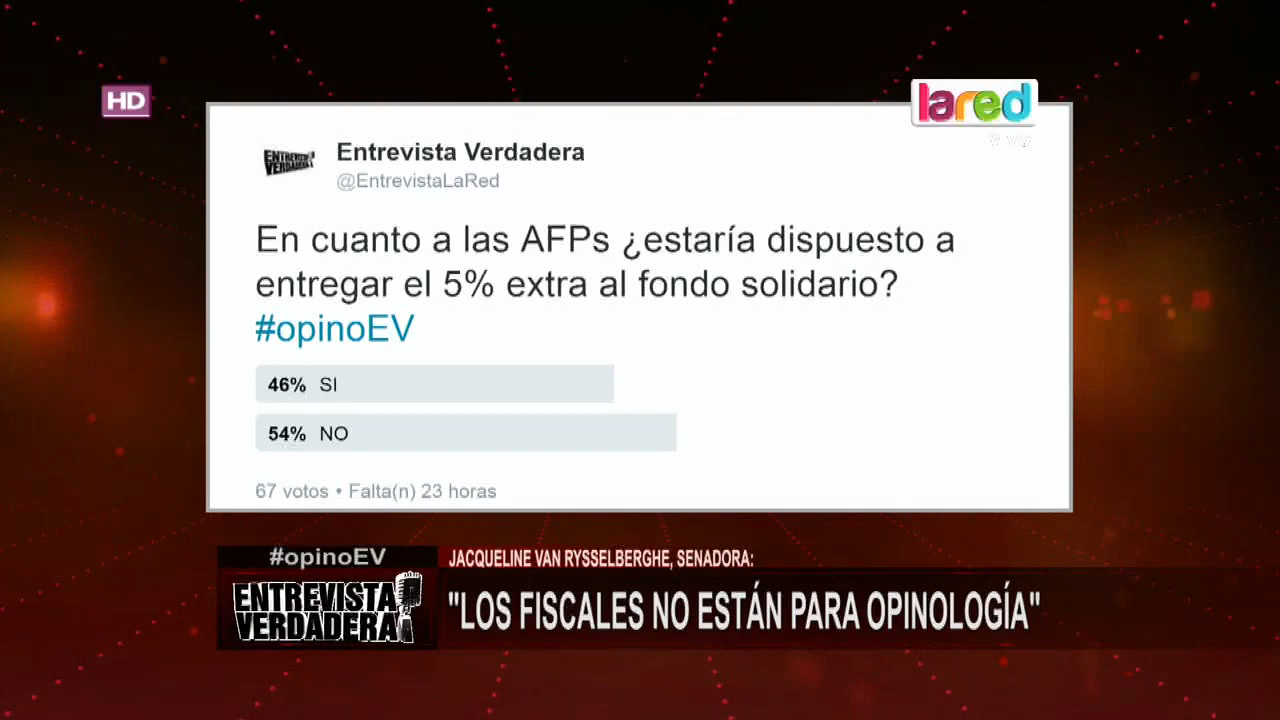 HD
lared
ENTREVISTA
VERDADERA
Entrevista Verdadera
@EntrevistaLaRed
En cuanto a las AFPs ¿estaría dispuesto a
entregar el 5% extra al fondo solidario?
#opinoEV
46% SI
54% NO
67 votos • Falta(n) 23 horas
#opinoEV
JACQUELINE VAN RYSSELBERGHE, SENADORA:
ENTREVISTA
VERDADERA
"LOS FISCALES NO ESTÁN PARA OPINOLOGÍA"